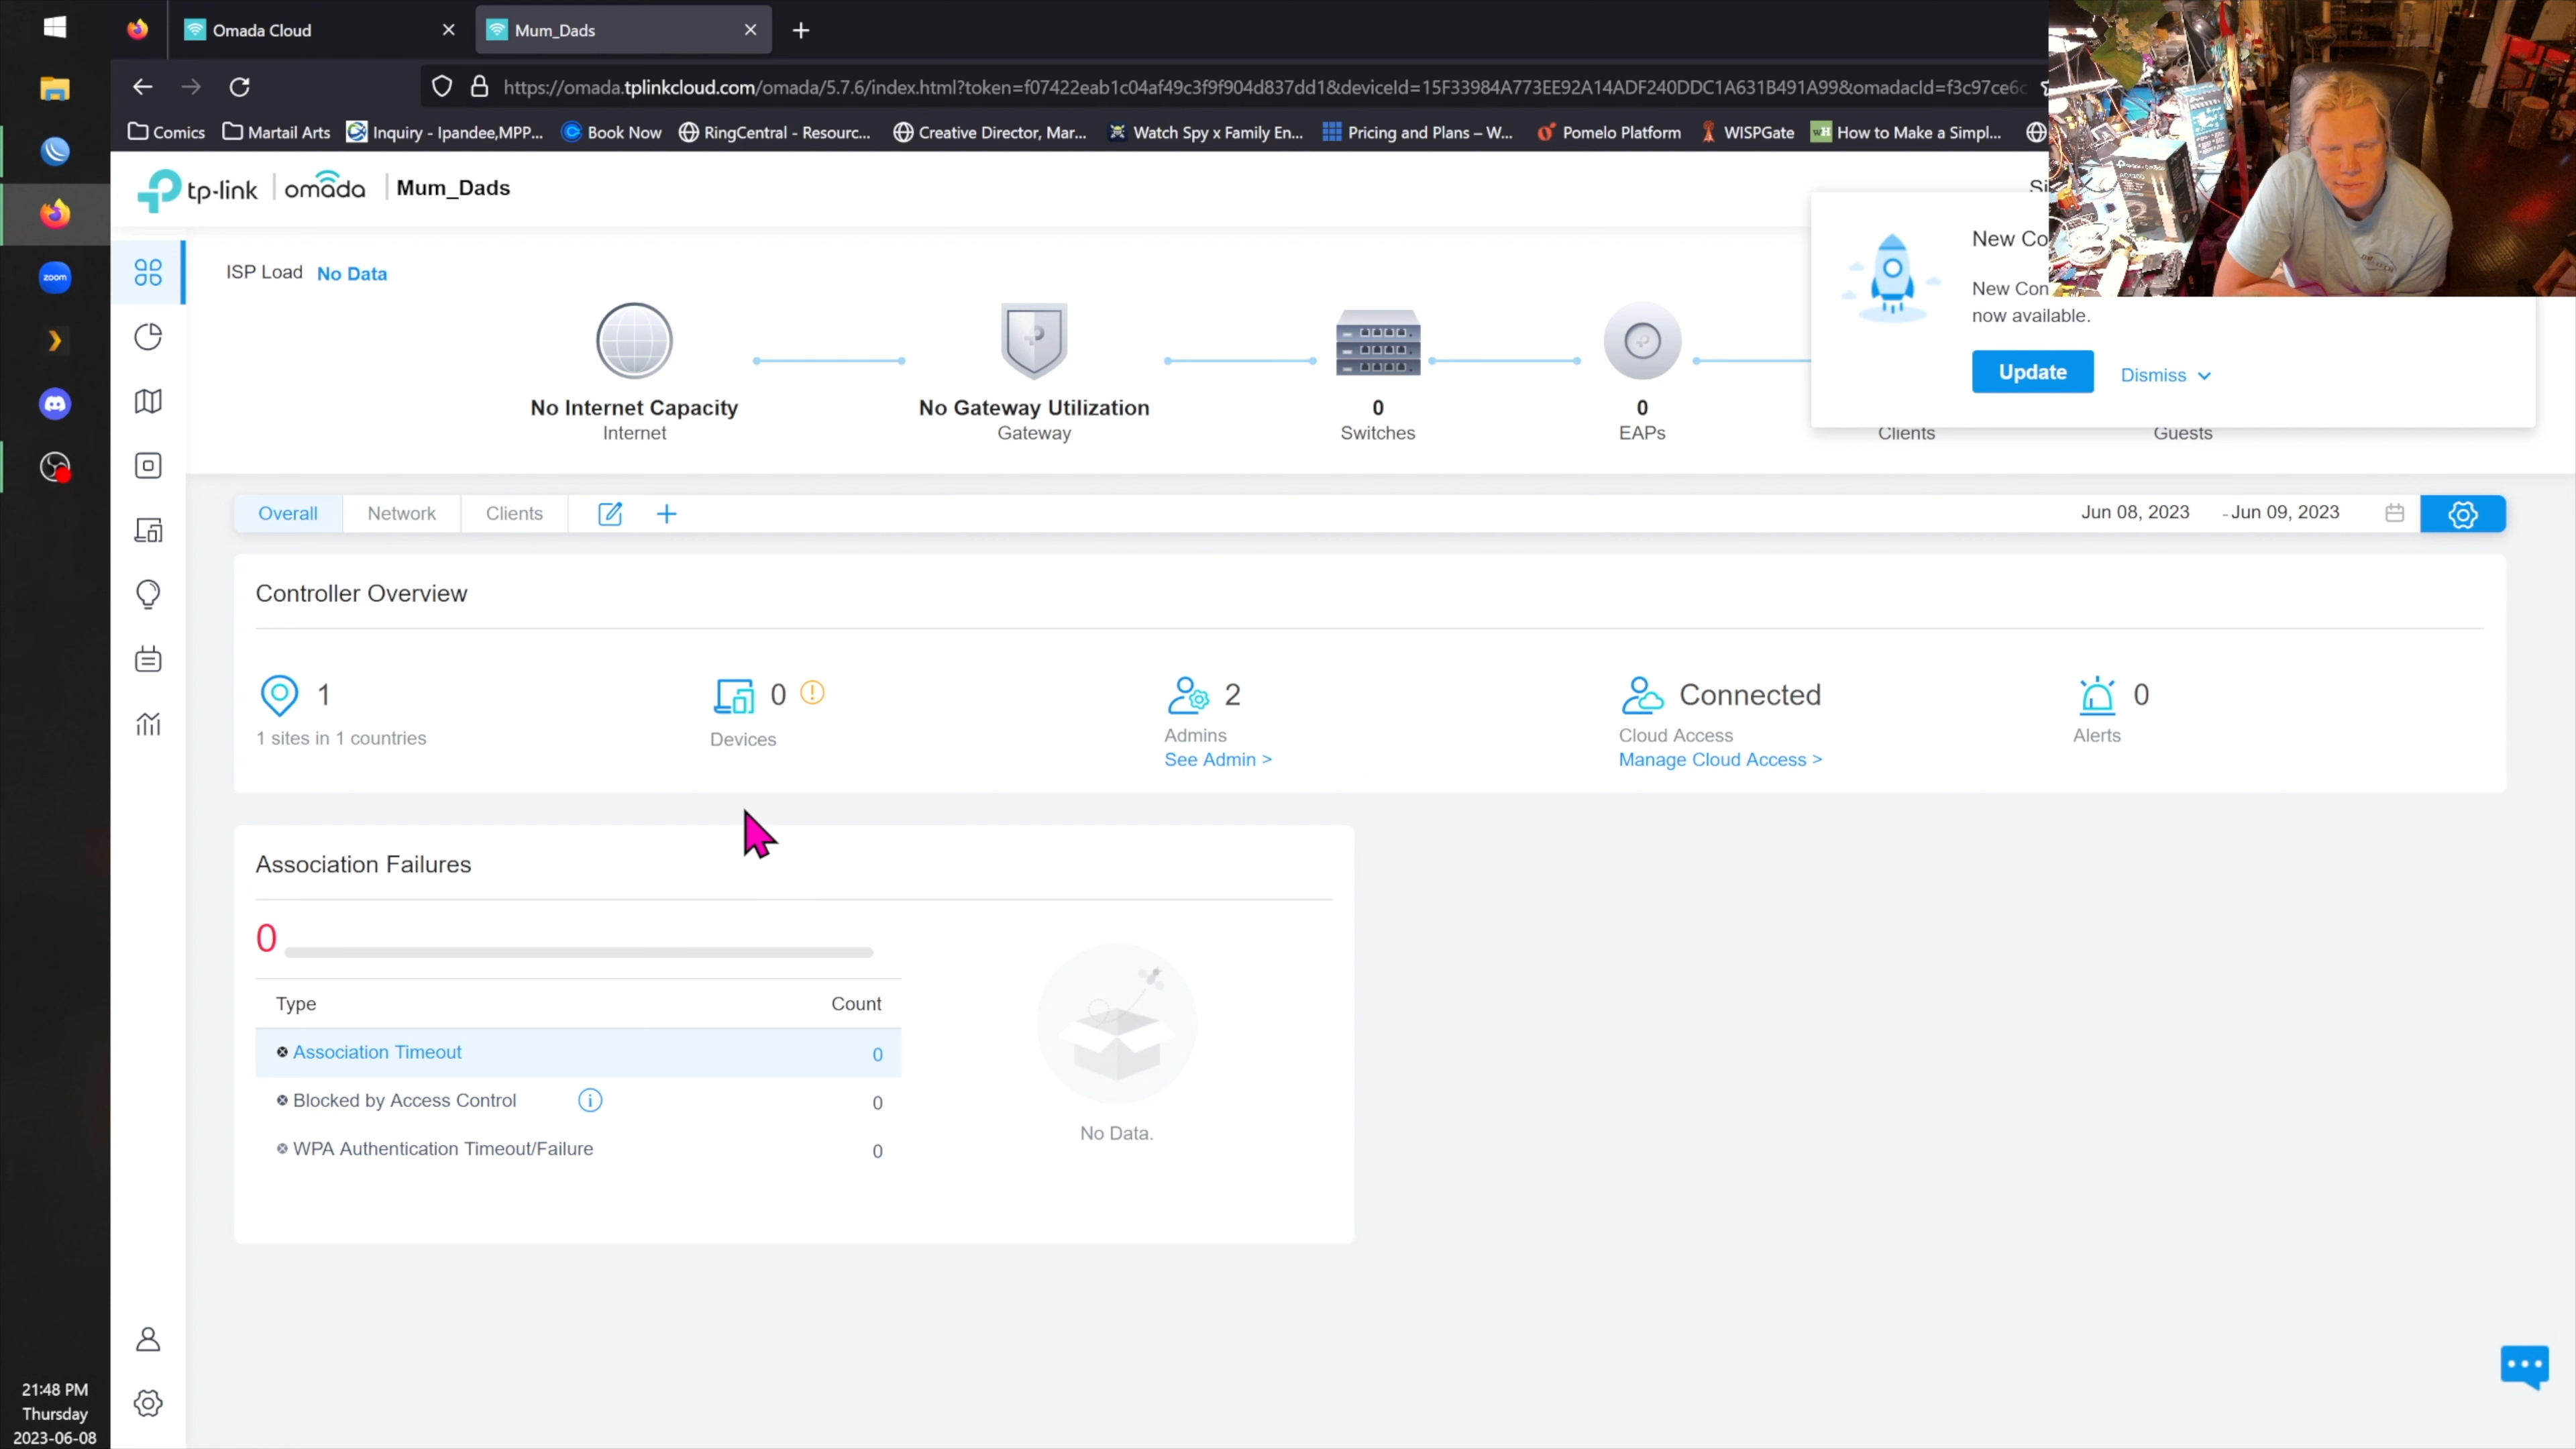 Omada Cloud
Mum_Dads
https://omada.tplinkcloud.com/omada/5.7.6/index.html?token=f07422eab1c04af49c3f9f904d837dd1&deviceId=15F33984A773EE92A14ADF240DDC1A631B491A99&omadacId=f3c97ce6c
Comics
Martail Arts
Inquiry - Ipandee,MPP...
Book Now
RingCentral - Resourc...
Creative Director, Mar...
Watch Spy x Family En...
Pricing and Plans – W...
Pomelo Platform
WISPGate
wH How to Make a Simpl...
tp-link | omada | Mum_Dads
Si
zoom
ISP Load No Data
New Co
New Con
now available.
Update
Dismiss
No Internet Capacity
Internet
No Gateway Utilization
Gateway
0
Switches
0
EAPs
Clients
Guests
Overall
Network
Clients
Jun 08, 2023 - Jun 09, 2023
Controller Overview
1
1 sites in 1 countries
0
Devices
2
Admins
See Admin >
Connected
Cloud Access
Manage Cloud Access >
0
Alerts
Association Failures
0
Type Count
Association Timeout 0
Blocked by Access Control 0
WPA Authentication Timeout/Failure 0
No Data.
21:48 PM
Thursday
2023-06-08